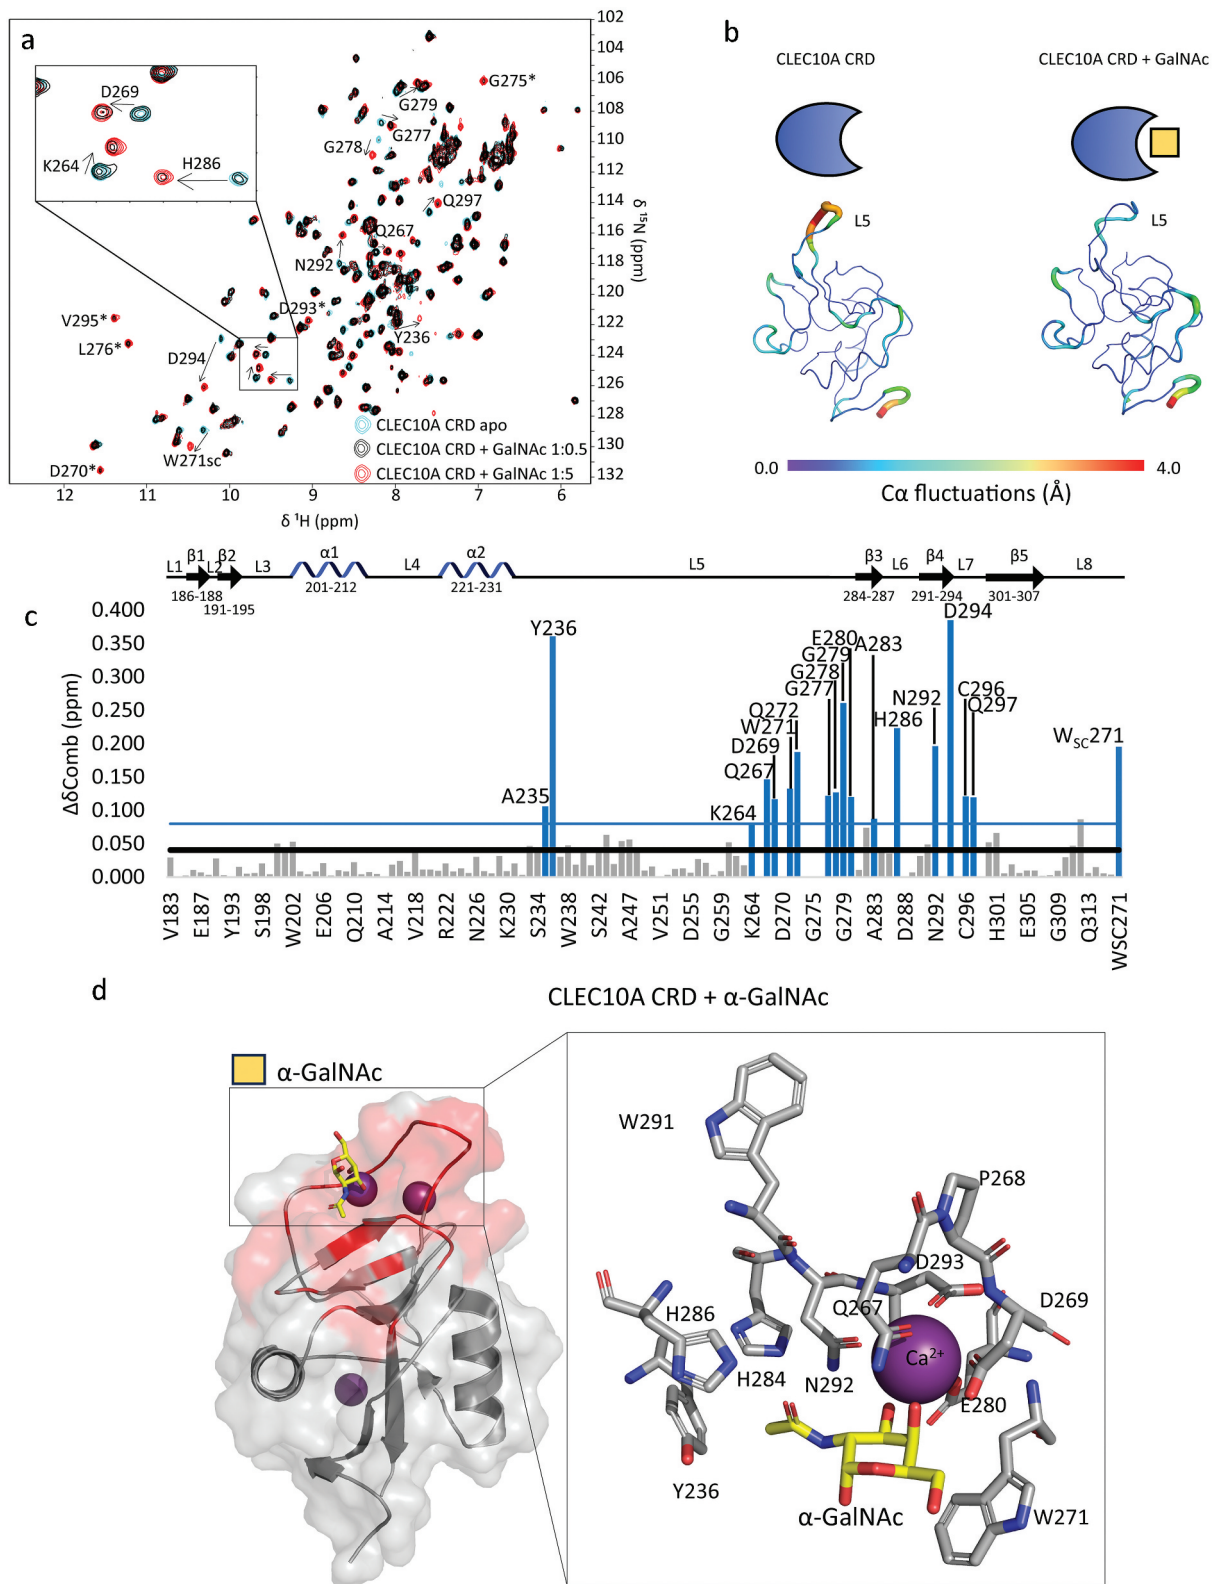 a
102
104
106
108
110
112
114
116
118
120
122
124
126
128
130
132
δ ¹⁵N (ppm)
D269
K264
H286
G275*
G279
G277
G278
Q297
Q267
N292
D293*
Y236
V295*
L276*
D294
W271sc
D270*
CLEC10A CRD apo
CLEC10A CRD + GalNAc 1:0.5
CLEC10A CRD + GalNAc 1:5
12 11 10 9 8 7 6
δ ¹H (ppm)
b
CLEC10A CRD
CLEC10A CRD + GalNAc
L5
L5
0.0
4.0
Cα fluctuations (Å)
L1 β1 L2 β2 L3 α1 L4 α2 L5 β3 L6 β4 L7 β5 L8
186-188 191-195 201-212 221-231 284-287 291-294 301-307
c
ΔδComb (ppm)
0.400
0.350
0.300
0.250
0.200
0.150
0.100
0.050
0.000
A235
Y236
K264
Q267
D269
W271
Q272
G277
G278
G279
E280
A283
H286
N292
D294
C296
Q297
W_SC271
V183 E187 Y193 S198 W202 E206 Q210 A214 V218 R222 N226 K230 S234 W238 S242 A247 V251 D255 G259 K264 D270 G275 G279 A283 D288 N292 C296 H301 E305 G309 Q313 WSC271
d
CLEC10A CRD + α-GalNAc
α-GalNAc
W291
P268
D293
D269
Q267
H286
H284
N292
Ca²⁺
E280
Y236
α-GalNAc
W271